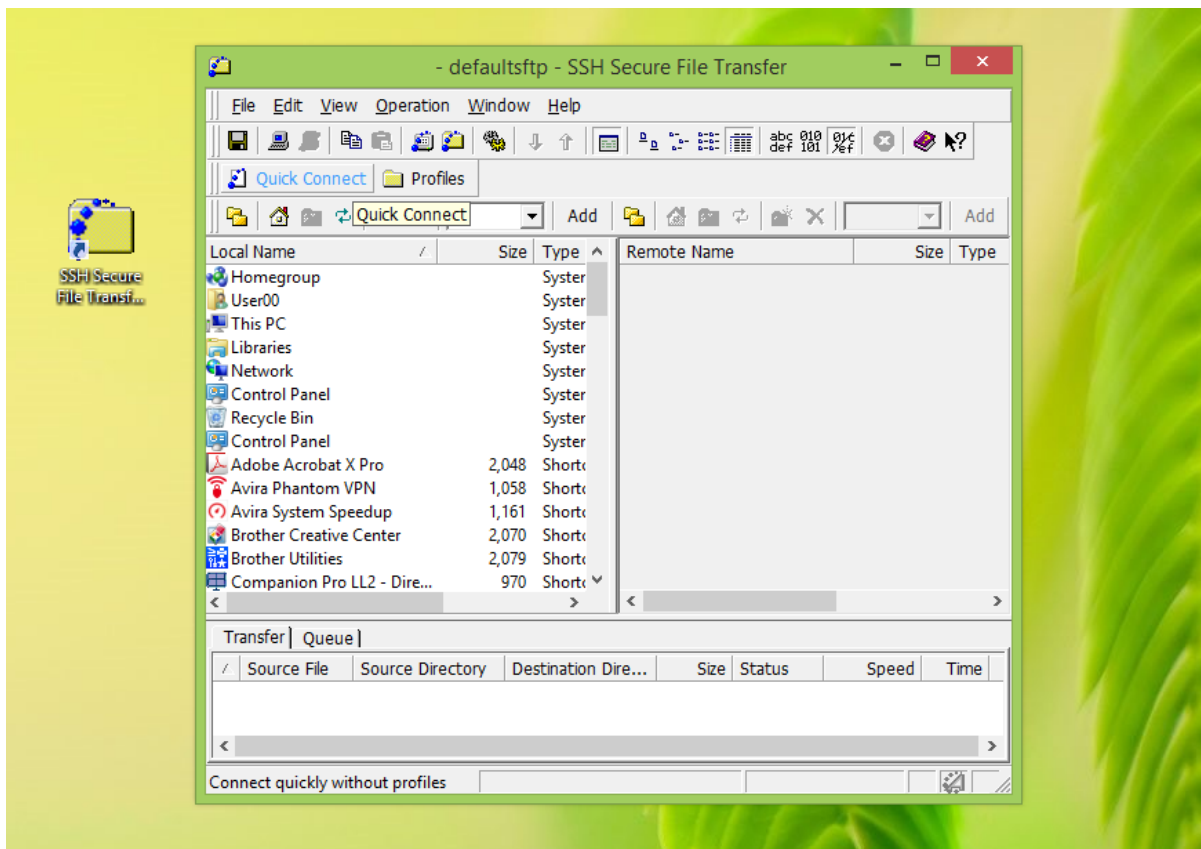 - defaultsftp - SSH Secure File Transfer
File Edit View Operation Window Help
abc def 010 101
Quick Connect Profiles
Quick Connect Add Add
SSH Secure
File Transf...
Local Name Size Type Remote Name Size Type
Homegroup Syster
User00 Syster
This PC Syster
Libraries Syster
Network Syster
Control Panel Syster
Recycle Bin Syster
Control Panel Syster
Adobe Acrobat X Pro 2,048 Shortc
Avira Phantom VPN 1,058 Shortc
Avira System Speedup 1,161 Shortc
Brother Creative Center 2,070 Shortc
Brother Utilities 2,079 Shortc
Companion Pro LL2 - Dire... 970 Shortc
Transfer Queue
Source File Source Directory Destination Dire... Size Status Speed Time
Connect quickly without profiles